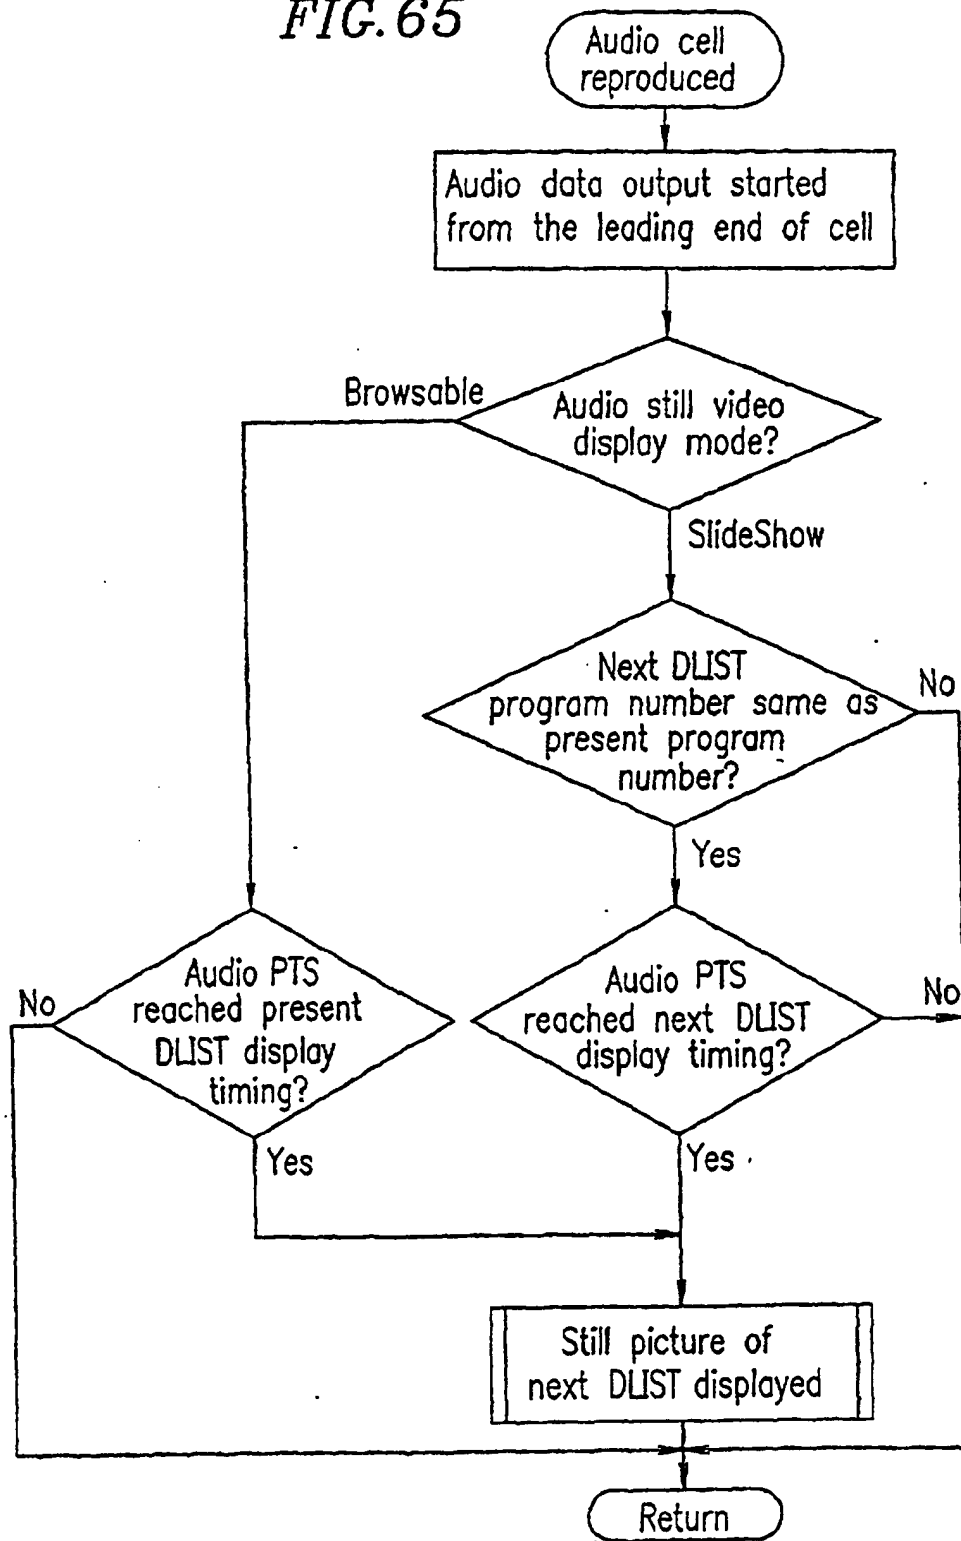 FIG. 65
Audio cell
reproduced
Audio data output started
from the leading end of cell
Browsable
Audio still video
display mode?
SlideShow
Next DLIST
program number same as
present program
number?
No
Yes
Audio PTS
reached present
DLIST display
timing?
No
Yes
Audio PTS
reached next DLIST
display timing?
No
Yes
Still picture of
next DLIST displayed
Return